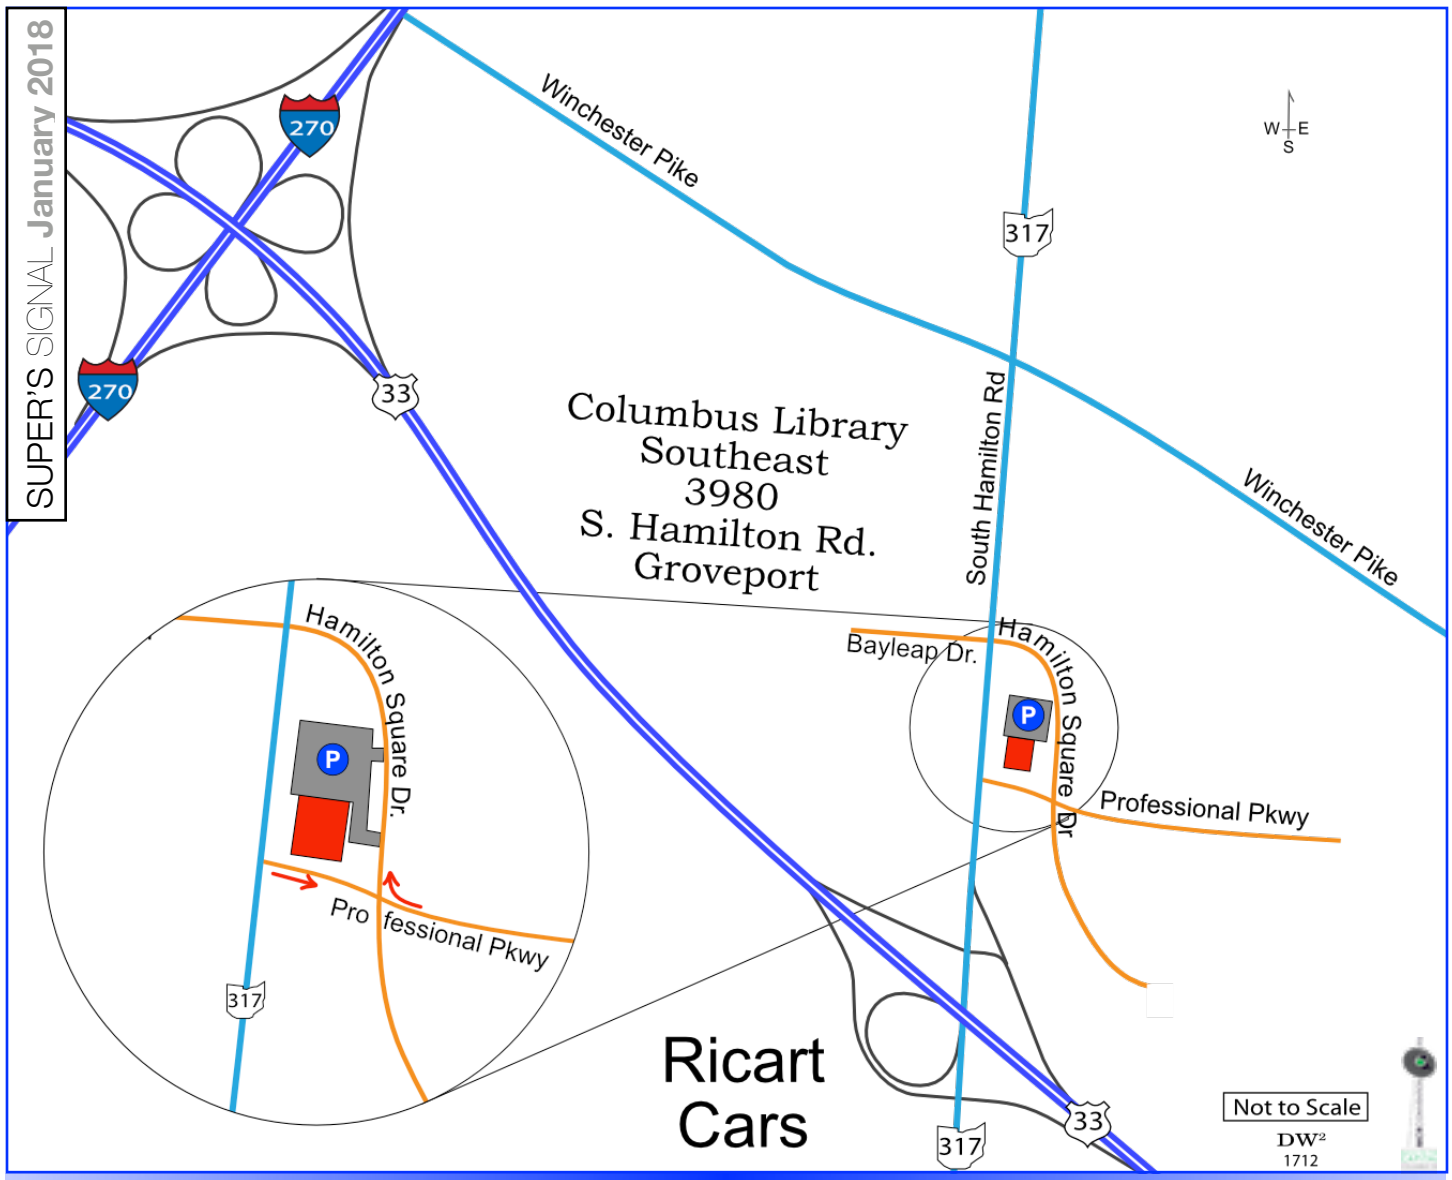 SUPER'S SIGNAL January 2018
270
Winchester Pike
W E
S
317
270
33
Columbus Library
Southeast
3980
S. Hamilton Rd.
Groveport
South Hamilton Rd
Winchester Pike
Hamilton Square Dr.
P
Pro fessional Pkwy
317
Bayleap Dr.
Hamilton Square Dr
P
Professional Pkwy
Ricart
Cars
33
317
Not to Scale
DW²
1712